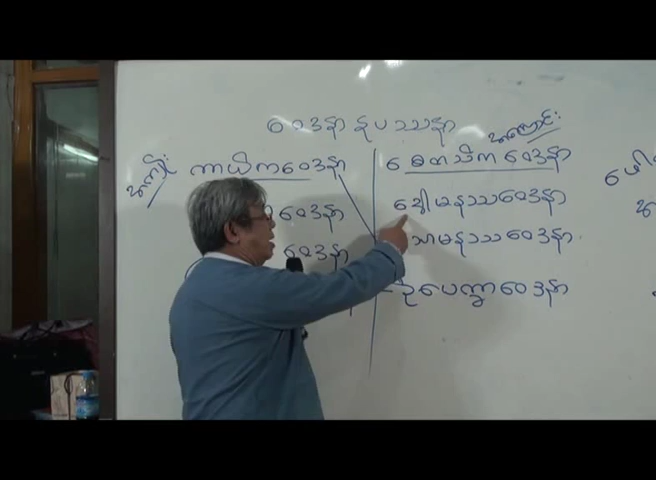 ဝေဒနာ နုပဿနာ
အကျိုး ကာယိကဝေဒနာ
ဝေဒနာ
ဝေဒနာ
အကြောင်း
စေတသိကဝေဒနာ
ဒေါမနဿဝေဒနာ
သောမနဿဝေဒနာ
ဥပေက္ခာဝေဒနာ